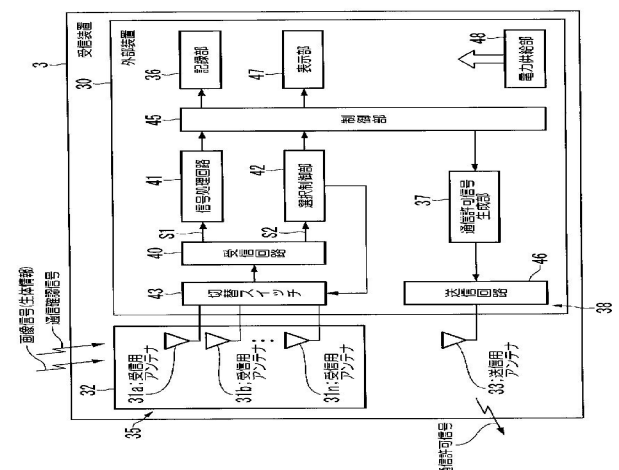 画像信号(生体情報)
通信確認信号
3
受信装置
30
外部装置
32
35
31a;受信用
アンテナ
31b;受信用
アンテナ
31n;受信用
アンテナ
43
切替スイッチ
40
受信回路
S1
S2
41
信号処理回路
42
選択制御部
45
制御部
36
記録部
47
表示部
48
電力供給部
37
通信許可信号
生成部
46
送信回路
38
33;送信用
アンテナ
通信許可信号